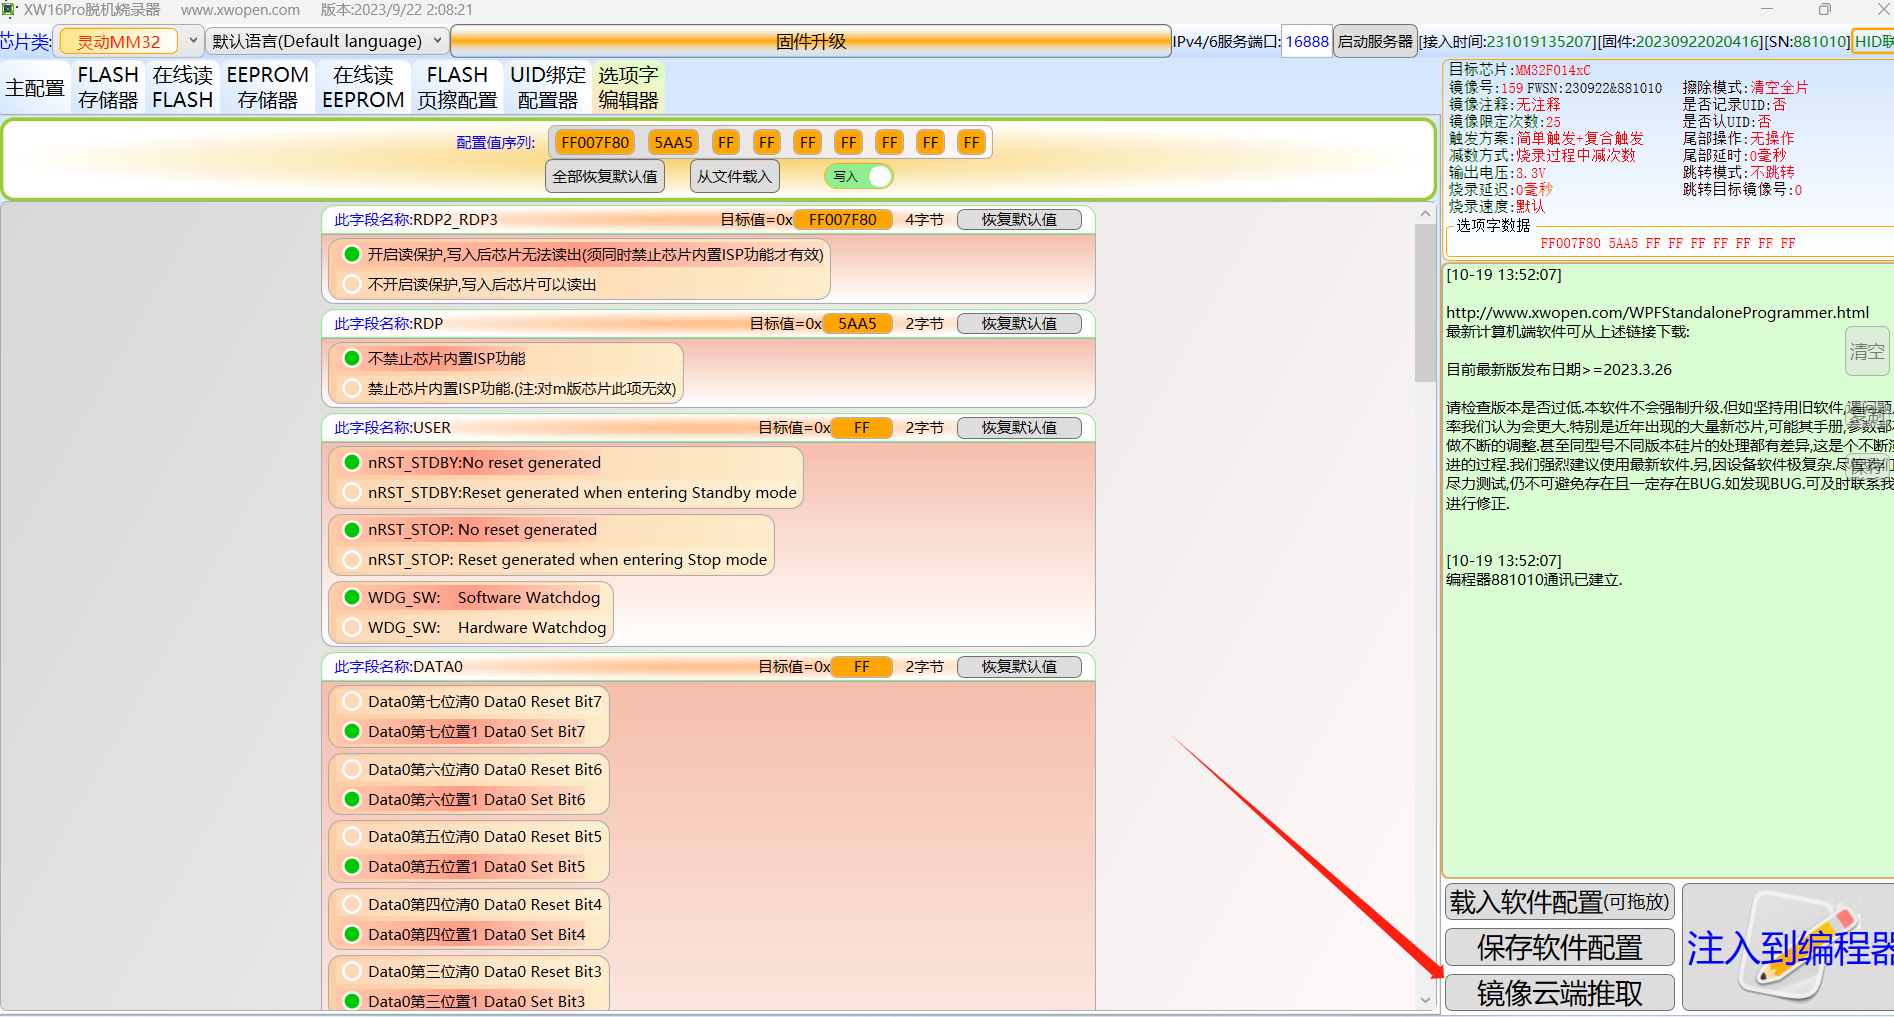 XW16Pro脱机烧录器 www.xwopen.com 版本:2023/9/22 2:08:21
芯片类: 灵动MM32 默认语言(Default language) 固件升级 IPv4/6服务端口: 16888 启动服务器 [接入时间:231019135207][固件:20230922020416][SN:881010] HID联
主配置
FLASH
存储器
在线读
FLASH
EEPROM
存储器
在线读
EEPROM
FLASH
页擦配置
UID绑定
配置器
选项字
编辑器
配置值序列: FF007F80 5AA5 FF FF FF FF FF FF FF
全部恢复默认值 从文件载入 写入
此字段名称:RDP2_RDP3 目标值=0x FF007F80 4字节 恢复默认值
开启读保护,写入后芯片无法读出(须同时禁止芯片内置ISP功能才有效)
不开启读保护,写入后芯片可以读出
此字段名称:RDP 目标值=0x 5AA5 2字节 恢复默认值
不禁止芯片内置ISP功能
禁止芯片内置ISP功能.(注:对m版芯片此项无效)
此字段名称:USER 目标值=0x FF 2字节 恢复默认值
nRST_STDBY:No reset generated
nRST_STDBY:Reset generated when entering Standby mode
nRST_STOP: No reset generated
nRST_STOP: Reset generated when entering Stop mode
WDG_SW: Software Watchdog
WDG_SW: Hardware Watchdog
此字段名称:DATA0 目标值=0x FF 2字节 恢复默认值
Data0第七位清0 Data0 Reset Bit7
Data0第七位置1 Data0 Set Bit7
Data0第六位清0 Data0 Reset Bit6
Data0第六位置1 Data0 Set Bit6
Data0第五位清0 Data0 Reset Bit5
Data0第五位置1 Data0 Set Bit5
Data0第四位清0 Data0 Reset Bit4
Data0第四位置1 Data0 Set Bit4
Data0第三位清0 Data0 Reset Bit3
Data0第三位置1 Data0 Set Bit3
目标芯片:MM32F014xC
镜像号:159 FWSN:230922&881010 擦除模式:清空全片
镜像注释:无注释 是否记录UID:否
镜像限定次数:25 是否认UID:否
触发方案:简单触发+复合触发 尾部操作:无操作
减数方式:烧录过程中减次数 尾部延时:0毫秒
输出电压:3.3V 跳转模式:不跳转
烧录延迟:0毫秒 跳转目标镜像号:0
烧录速度:默认
选项字数据
FF007F80 5AA5 FF FF FF FF FF FF FF
[10-19 13:52:07]
http://www.xwopen.com/WPFStandaloneProgrammer.html
最新计算机端软件可从上述链接下载:
清空
目前最新版发布日期>=2023.3.26
请检查版本是否过低.本软件不会强制升级.但如坚持用旧软件,遇问题
复制
率我们认为会更大.特别是近年出现的大量新芯片,可能其手册,参数都
做不断的调整.甚至同型号不同版本硅片的处理都有差异,这是个不断
进的过程.我们强烈建议使用最新软件.另,因设备软件极复杂.尽管我们
保存
尽力测试,仍不可避免存在且一定存在BUG.如发现BUG.可及时联系我
进行修正.
[10-19 13:52:07]
编程器881010通讯已建立.
载入软件配置(可拖放)
保存软件配置
镜像云端推取
注入到编程器